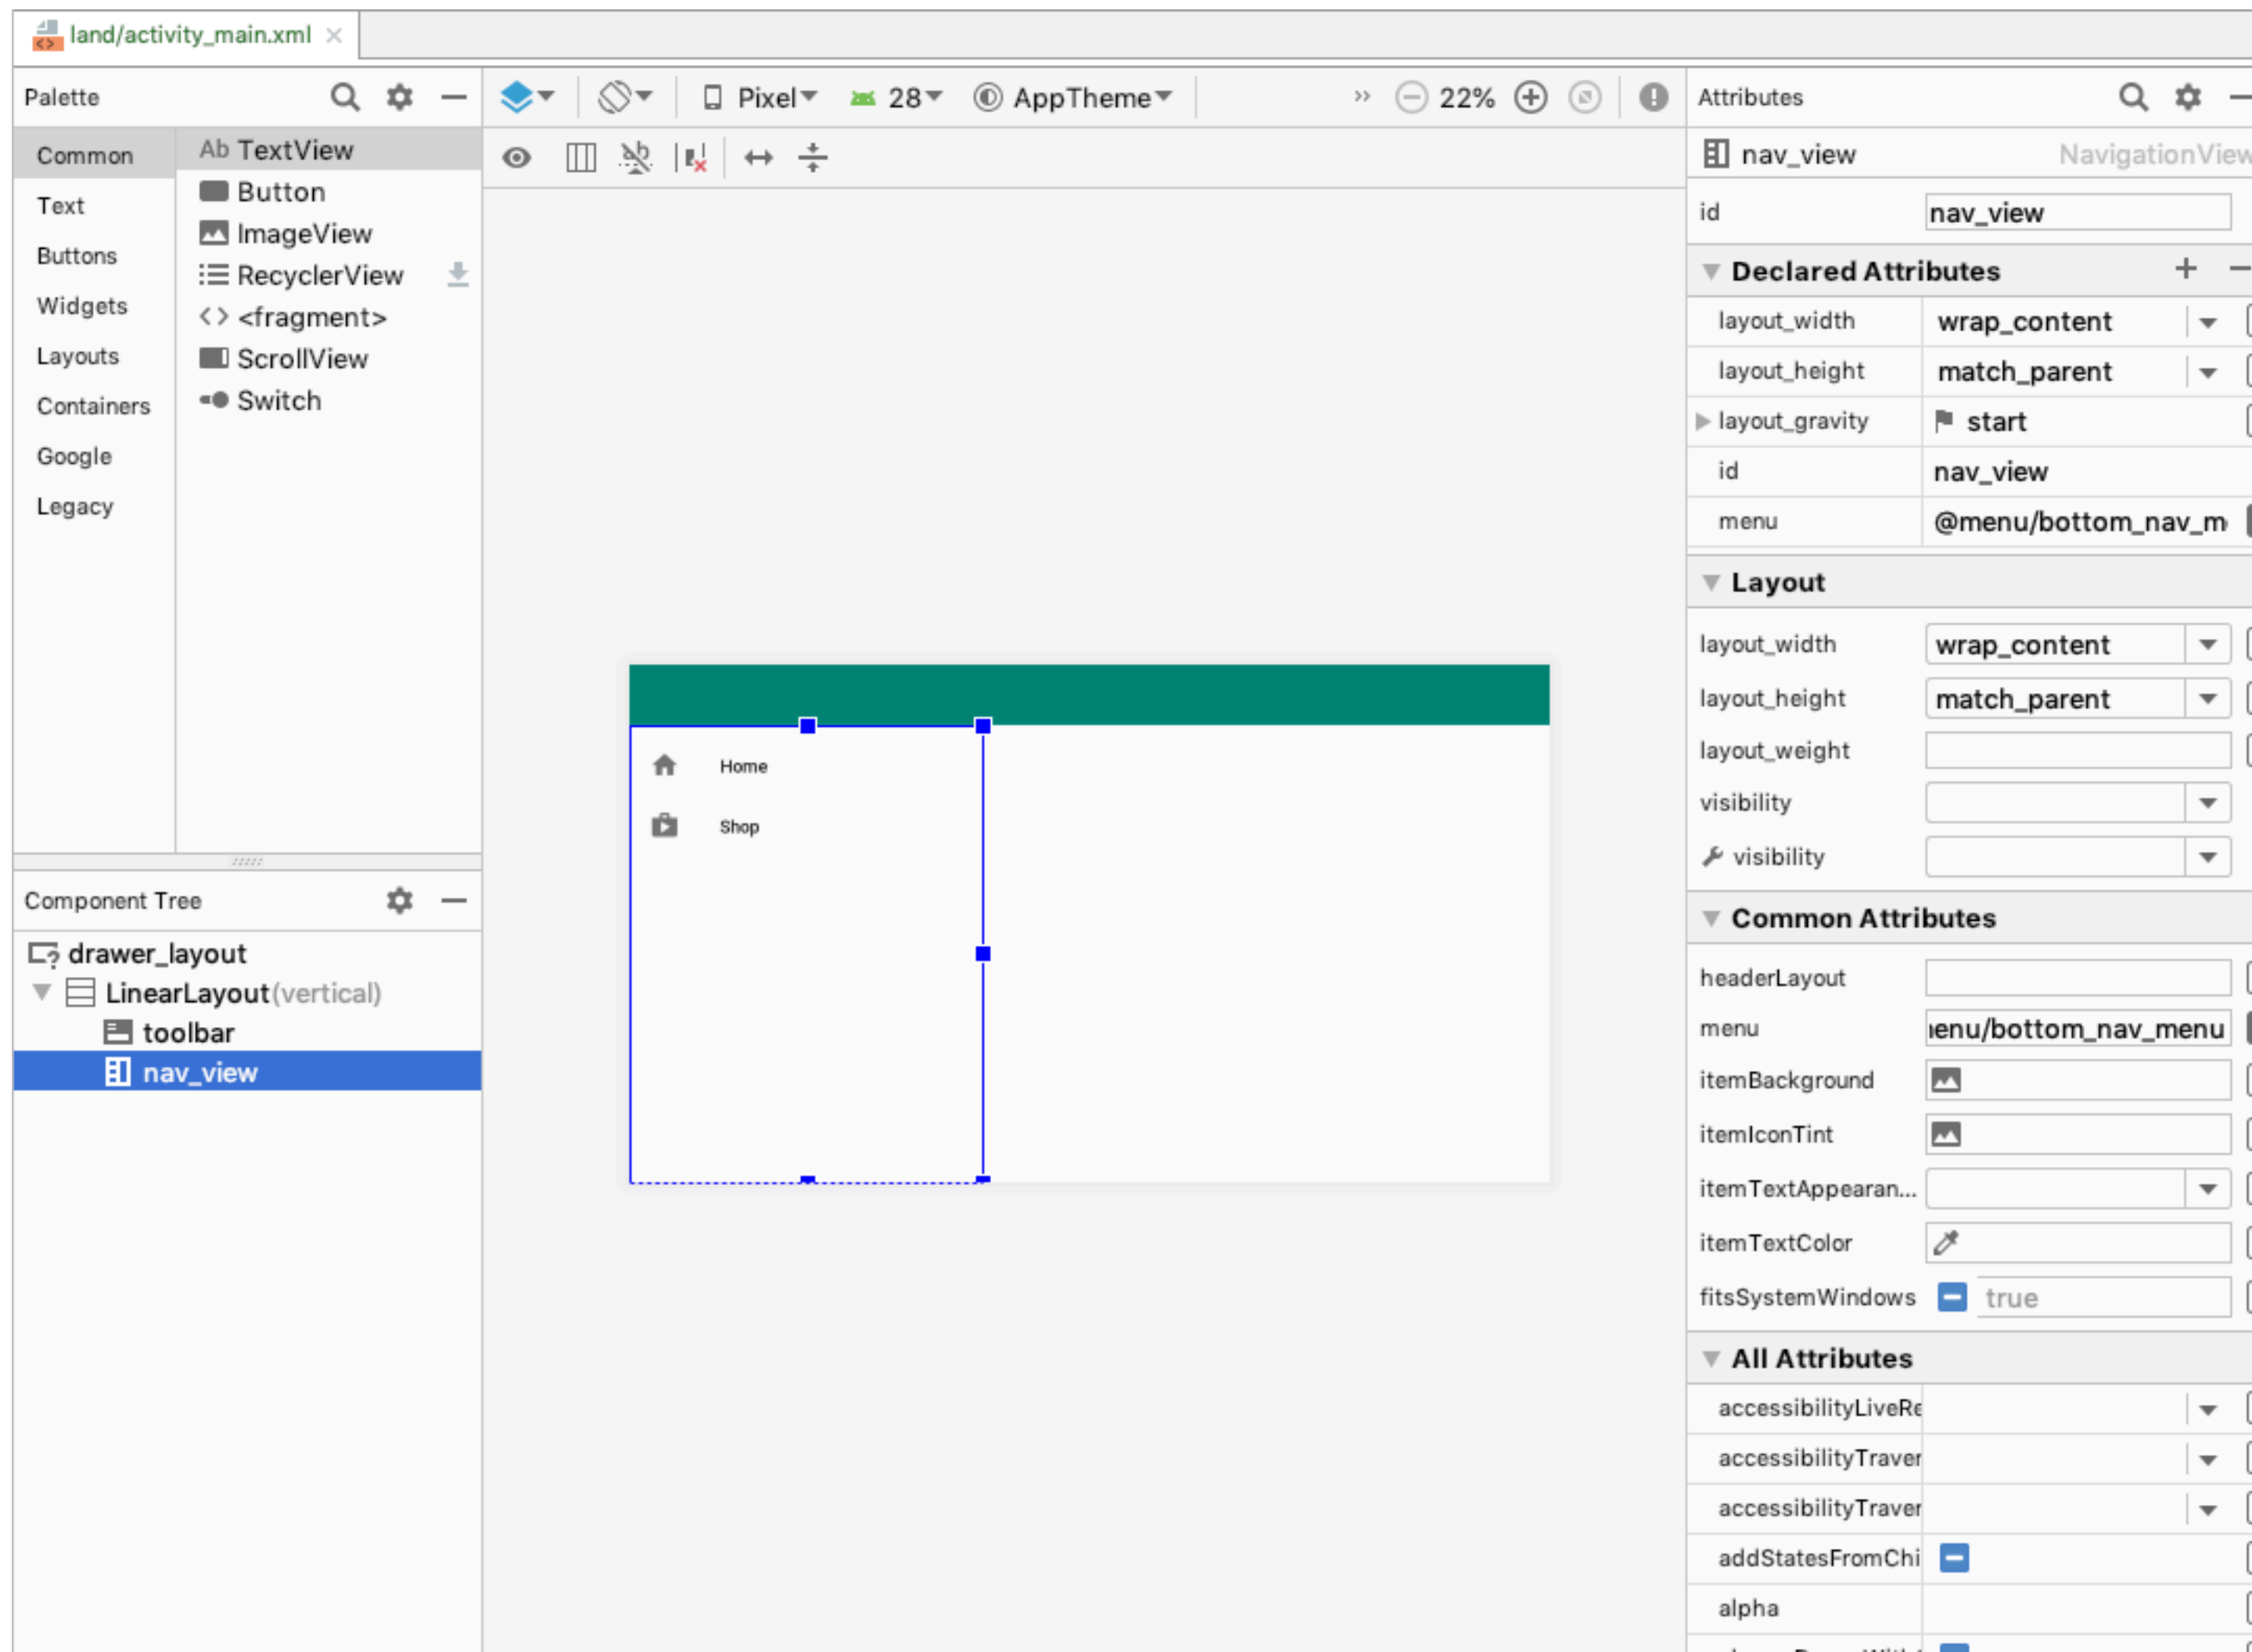 land/activity_main.xml
Palette
Common
Text
Buttons
Widgets
Layouts
Containers
Google
Legacy
Ab TextView
Button
ImageView
RecyclerView
<fragment>
ScrollView
Switch
Component Tree
drawer_layout
LinearLayout(vertical)
toolbar
nav_view
Pixel 28 AppTheme 22%
Home
Shop
Attributes
nav_view NavigationView
id nav_view
Declared Attributes
layout_width wrap_content
layout_height match_parent
layout_gravity start
id nav_view
menu @menu/bottom_nav_m
Layout
layout_width wrap_content
layout_height match_parent
layout_weight
visibility
visibility
Common Attributes
headerLayout
menu enu/bottom_nav_menu
itemBackground
itemIconTint
itemTextAppearan...
itemTextColor
fitsSystemWindows true
All Attributes
accessibilityLiveRe
accessibilityTraver
accessibilityTraver
addStatesFromChi
alpha